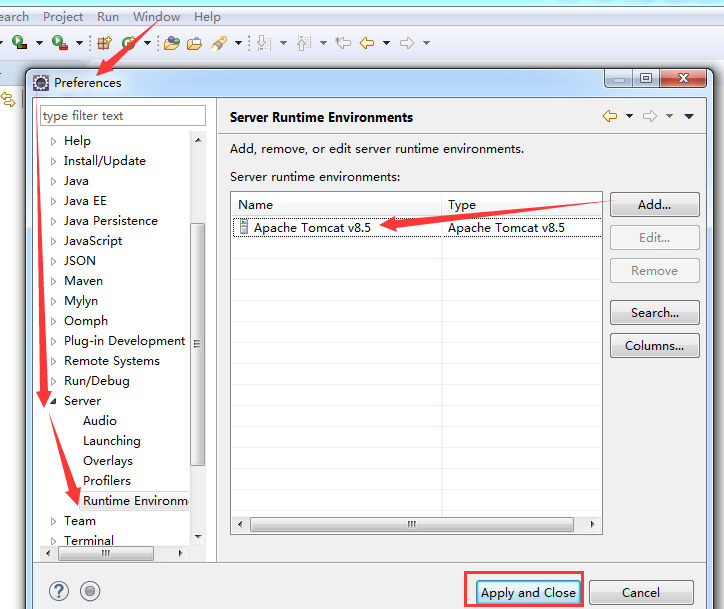 earch Project Run Window Help
Preferences
type filter text
Help
Install/Update
Java
Java EE
Java Persistence
JavaScript
JSON
Maven
Mylyn
Oomph
Plug-in Development
Remote Systems
Run/Debug
Server
Audio
Launching
Overlays
Profilers
Runtime Environm
Team
Terminal
Server Runtime Environments
Add, remove, or edit server runtime environments.
Server runtime environments:
Name Type
Apache Tomcat v8.5 Apache Tomcat v8.5
Add...
Edit...
Remove
Search...
Columns...
Apply and Close Cancel